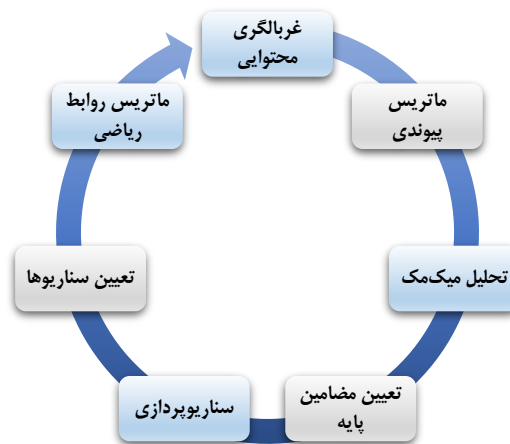 غربالگری
محتوایی
ماتریس
پیوندی
تحلیل میک‌مک
تعیین مضامین
پایه
سناریوپردازی
تعیین سناریوها
ماتریس روابط
ریاضی